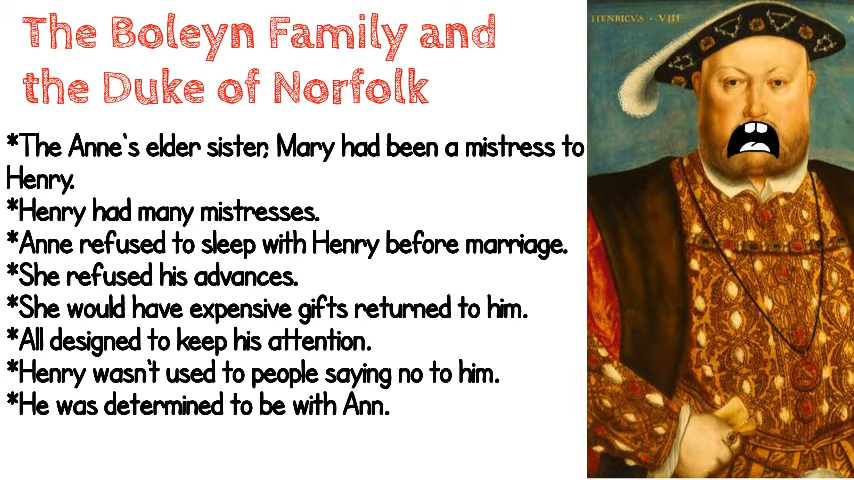 The Boleyn Family and
the Duke of Norfolk
HENRICVS · VIII
*The Anne's elder sister, Mary had been a mistress to
Henry.
*Henry had many mistresses.
*Anne refused to sleep with Henry before marriage.
*She refused his advances.
*She would have expensive gifts returned to him.
*All designed to keep his attention.
*Henry wasn't used to people saying no to him.
*He was determined to be with Ann.